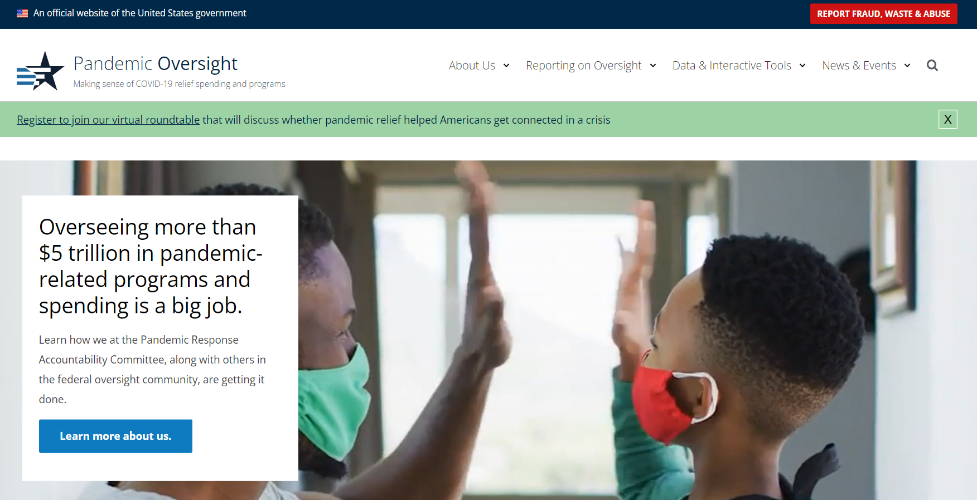 An official website of the United States government
REPORT FRAUD, WASTE & ABUSE
Pandemic Oversight
Making sense of COVID-19 relief spending and programs
About Us
Reporting on Oversight
Data & Interactive Tools
News & Events
Register to join our virtual roundtable that will discuss whether pandemic relief helped Americans get connected in a crisis
X
Overseeing more than
$5 trillion in pandemic-
related programs and
spending is a big job.
Learn how we at the Pandemic Response
Accountability Committee, along with others in
the federal oversight community, are getting it
done.
Learn more about us.